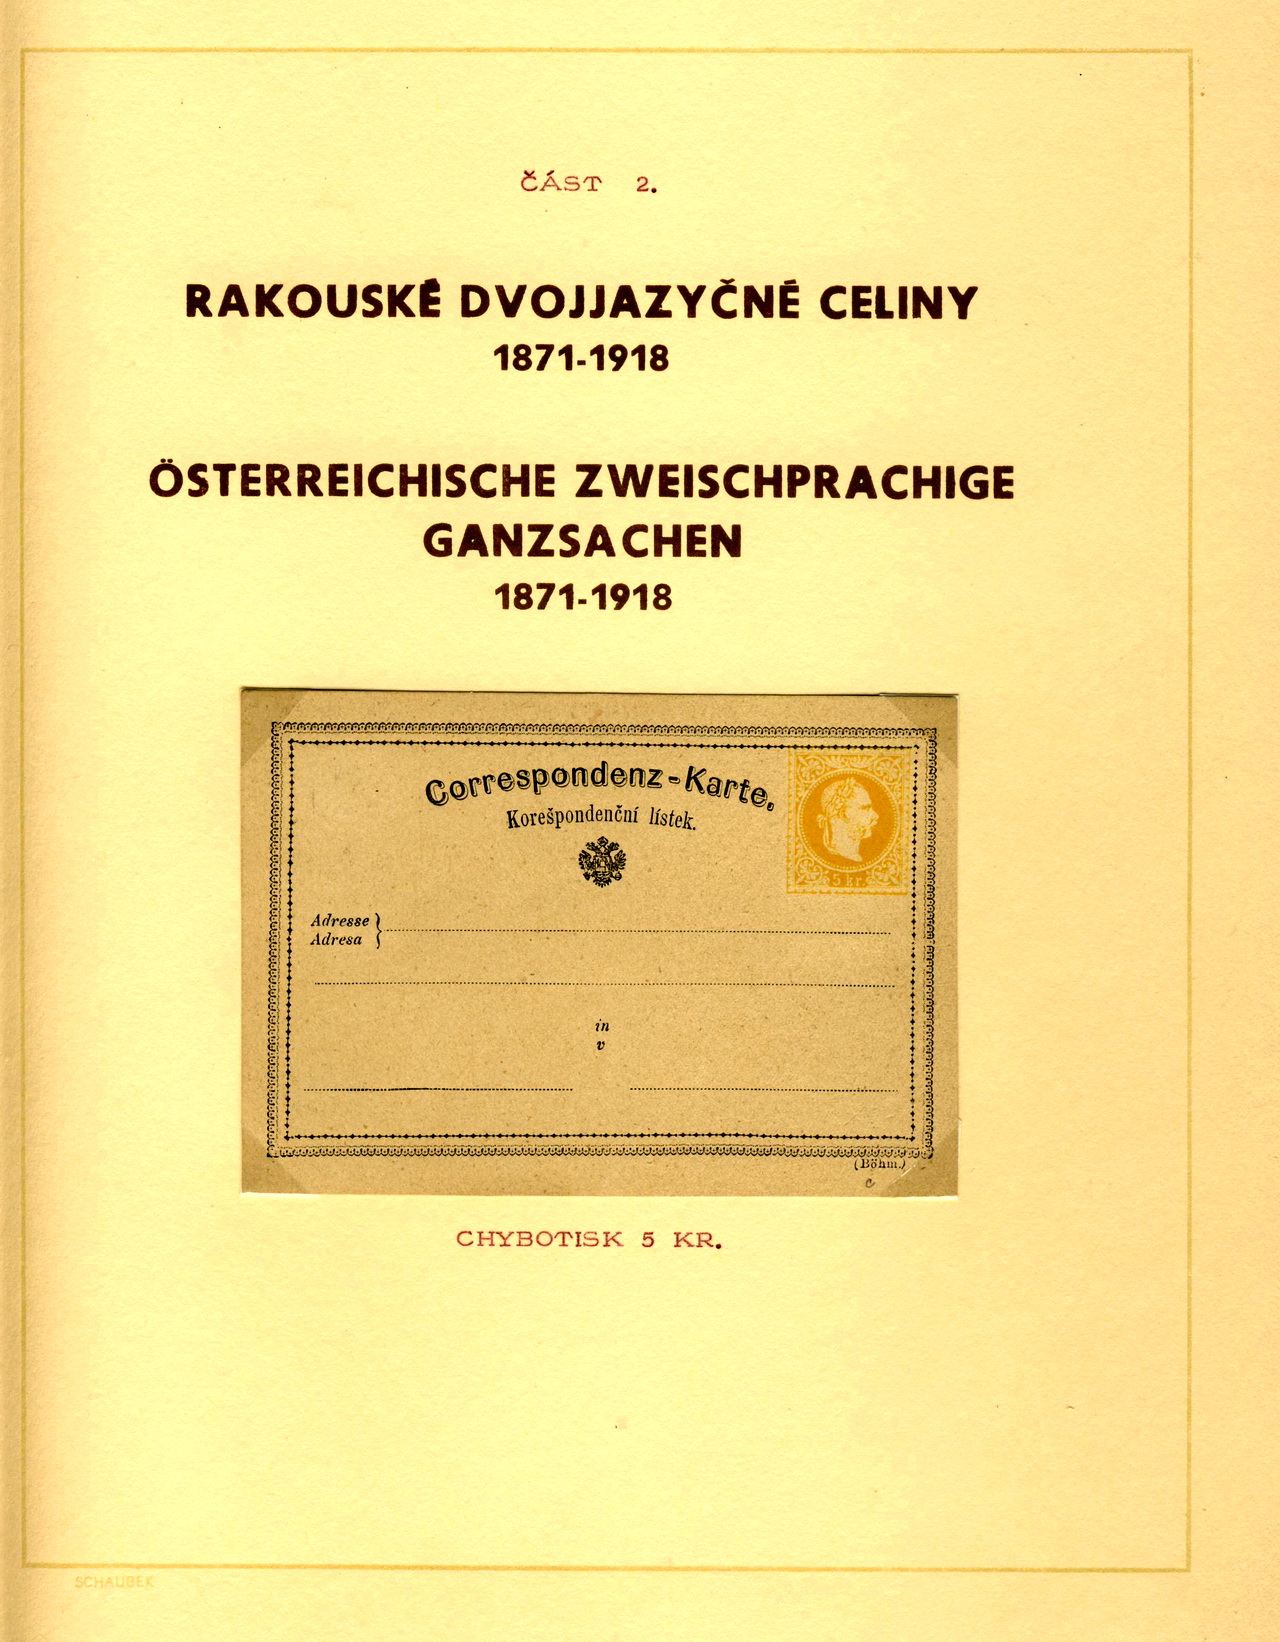 ČÁST 2.
RAKOUSKÉ DVOJJAZYČNÉ CELINY
1871-1918
ÖSTERREICHISCHE ZWEISCHPRACHIGE
GANZSACHEN
1871-1918
Correspondenz-Karte.
Korešpondenční lístek.
5 kr.
Adresse
Adresa
in
v
(Böhm.)
c
CHYBOTISK 5 KR.
SCHAUBEK